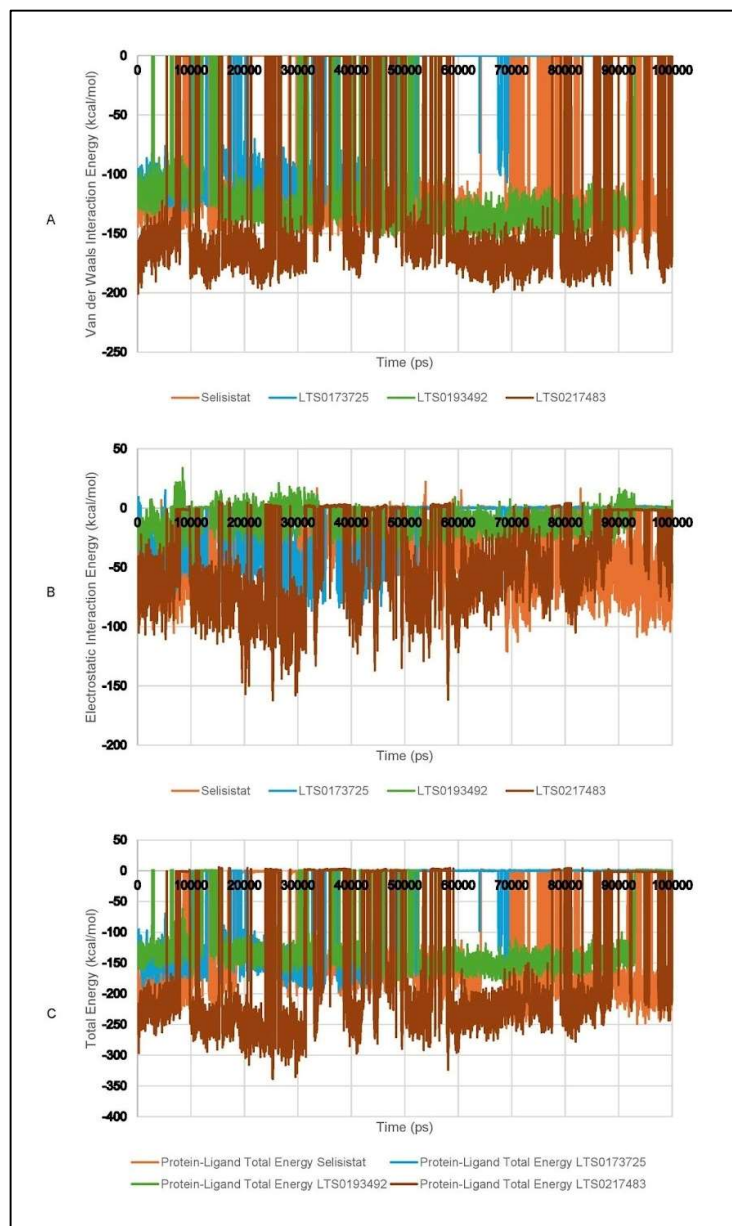 0
0 10000 20000 30000 40000 50000 60000 70000 80000 90000 100000
-50
-100
-150
-200
-250
Van der Waals Interaction Energy (kcal/mol)
A
Time (ps)
Selisistat LTS0173725 LTS0193492 LTS0217483
50
0
0 10000 20000 30000 40000 50000 60000 70000 80000 90000 100000
-50
-100
-150
-200
Electrostatic Interaction Energy (kcal/mol)
B
Time (ps)
Selisistat LTS0173725 LTS0193492 LTS0217483
50
0
0 10000 20000 30000 40000 50000 60000 70000 80000 90000 100000
-50
-100
-150
-200
-250
-300
-350
-400
Total Energy (kcal/mol)
C
Time (ps)
Protein-Ligand Total Energy Selisistat Protein-Ligand Total Energy LTS0173725
Protein-Ligand Total Energy LTS0193492 Protein-Ligand Total Energy LTS0217483